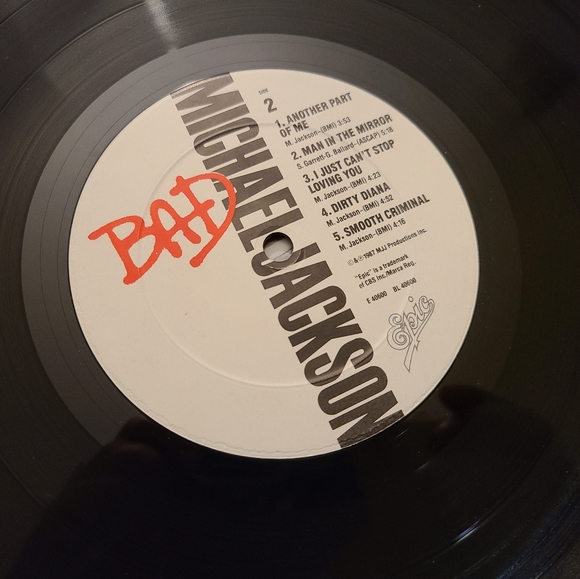 BAD
MICHAEL JACKSON
SIDE
2
1. ANOTHER PART
OF ME
M. Jackson-(BMI) 3:53
2. MAN IN THE MIRROR
S. Garrett-G. Ballard-(ASCAP) 5:18
3. I JUST CAN'T STOP
LOVING YOU
M. Jackson-(BMI) 4:23
4. DIRTY DIANA
M. Jackson-(BMI) 4:52
5. SMOOTH CRIMINAL
M. Jackson-(BMI) 4:16
©&℗1987 MJJ Productions Inc.
"Epic" is a trademark
of CBS Inc./Marca Reg.
E 40600 BL 40600
Epic